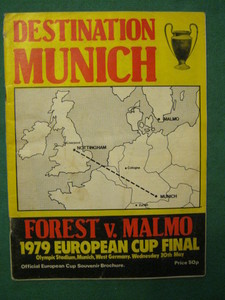 DESTINATION
MUNICH
MALMO
NOTTINGHAM
Cologne
MUNICH
FOREST v. MALMO
1979 EUROPEAN CUP FINAL
Olympic Stadium, Munich, West Germany. Wednesday 30th May
Official European Cup Souvenir Brochure.
Price 50p